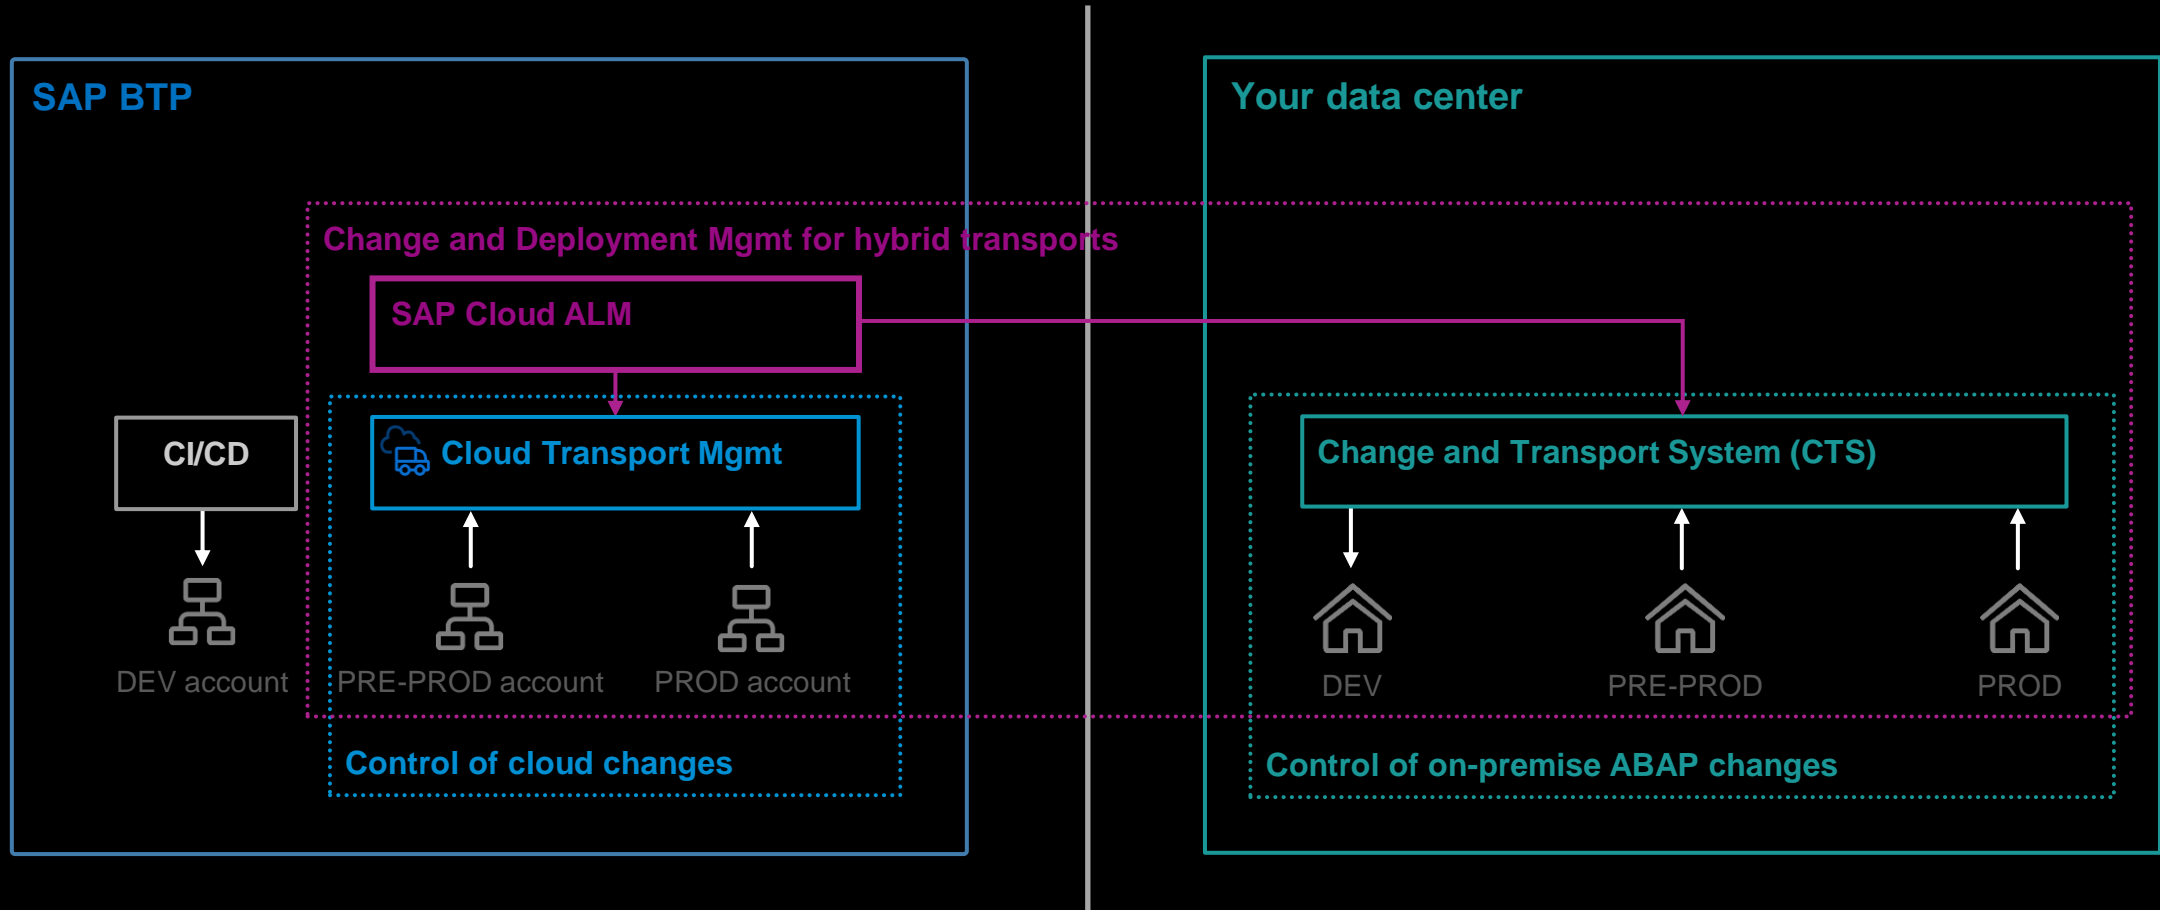 SAP BTP
Your data center
Change and Deployment Mgmt for hybrid transports
SAP Cloud ALM
CI/CD
Cloud Transport Mgmt
Change and Transport System (CTS)
DEV account
PRE-PROD account
PROD account
DEV
PRE-PROD
PROD
Control of cloud changes
Control of on-premise ABAP changes